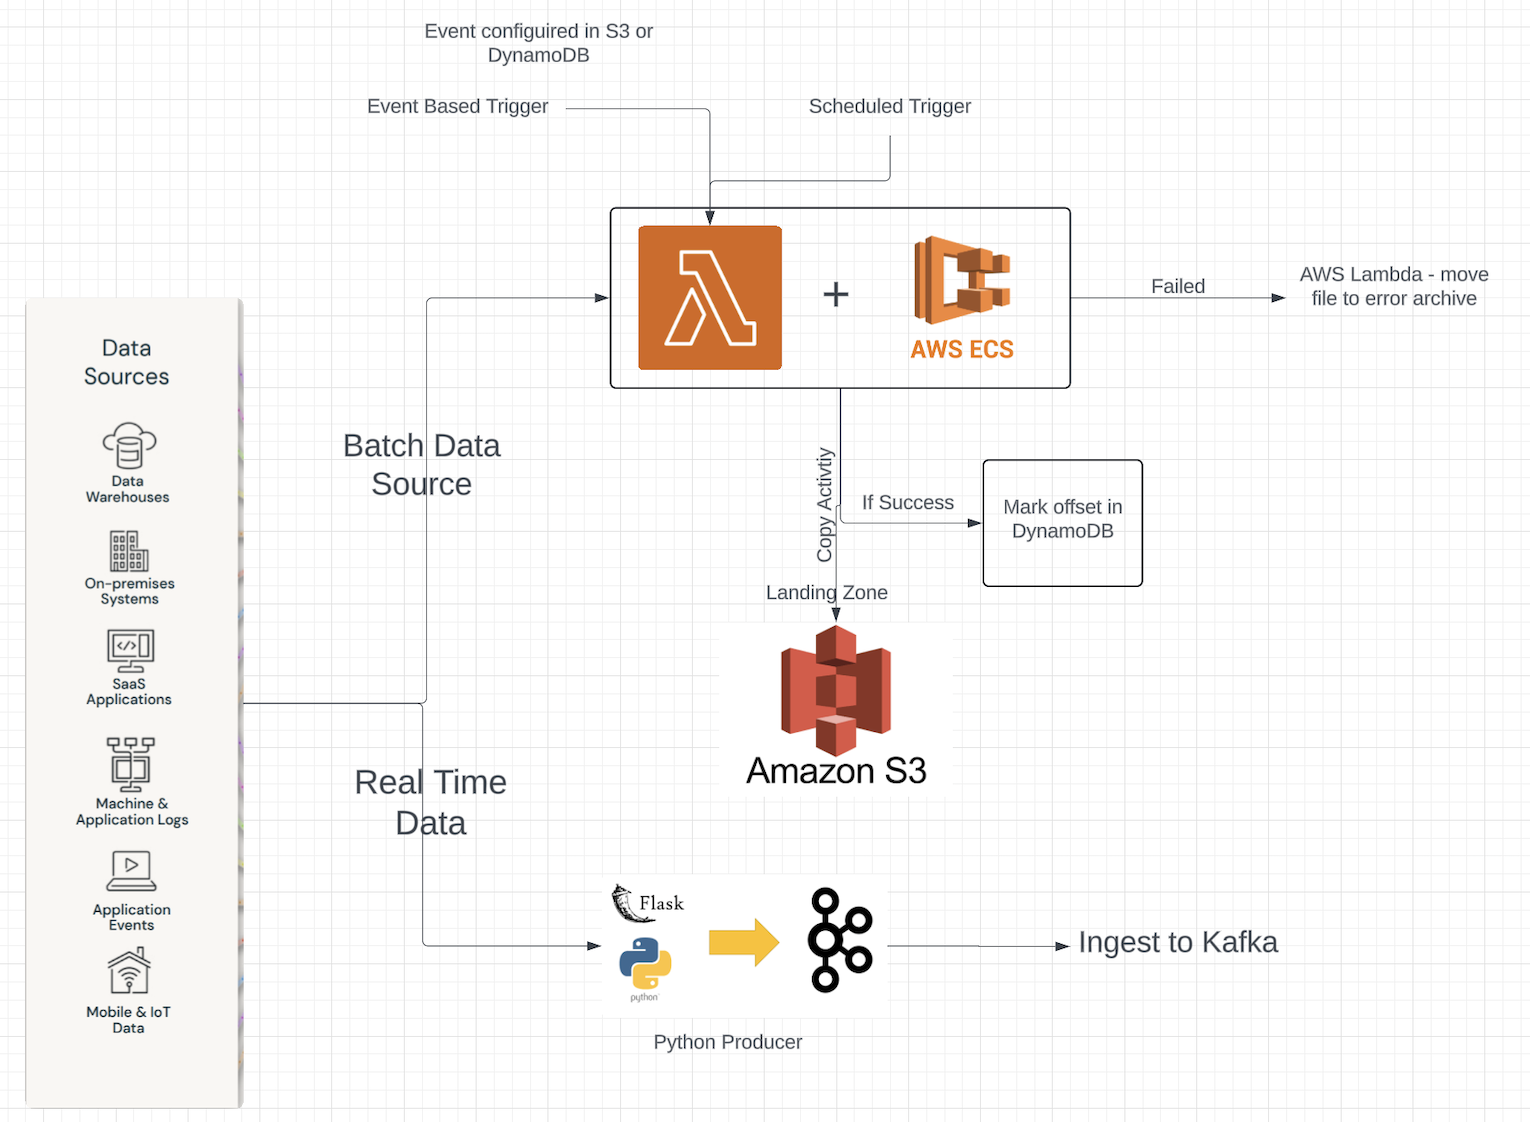 Event configuired in S3 or
DynamoDB
Event Based Trigger
Scheduled Trigger
+
AWS ECS
Failed
AWS Lambda - move
file to error archive
Data
Sources
Data
Warehouses
On-premises
Systems
SaaS
Applications
Machine &
Application Logs
Application
Events
Mobile & IoT
Data
Batch Data
Source
Copy Activtiy
If Success
Mark offset in
DynamoDB
Landing Zone
Amazon S3
Real Time
Data
Flask
python
Python Producer
Ingest to Kafka